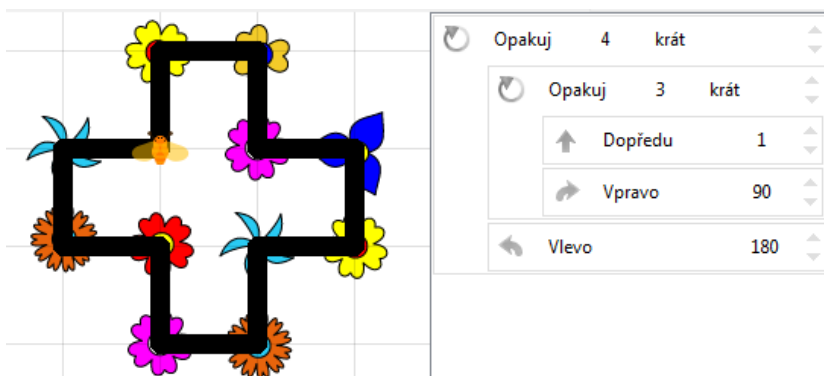 Opakuj 4 krát
Opakuj 3 krát
Dopředu 1
Vpravo 90
Vlevo 180